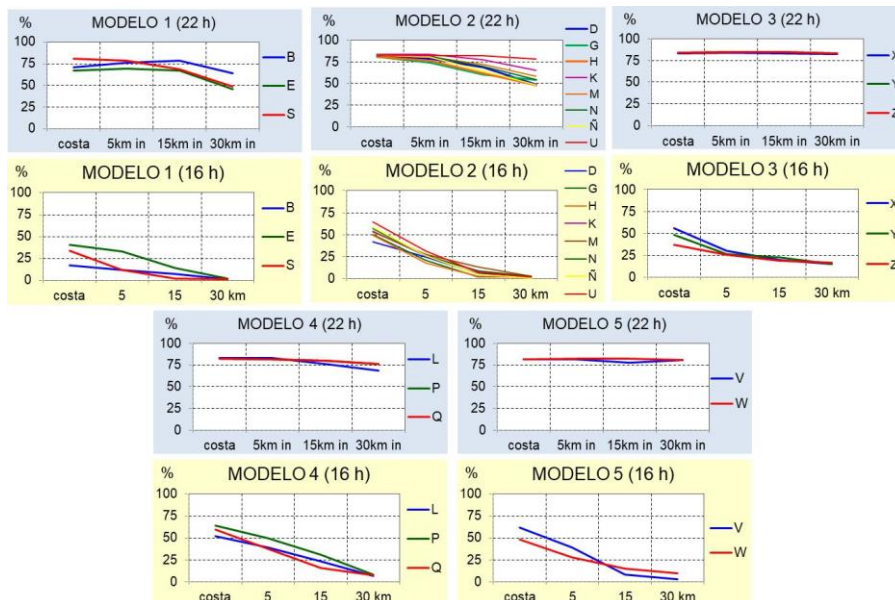 %
MODELO 1 (22 h)
100
75
50
25
0
costa 5km in 15km in 30km in
B
E
S
%
MODELO 2 (22 h)
100
75
50
25
0
costa 5km in 15km in 30km in
D
G
H
K
M
N
Ñ
U
%
MODELO 3 (22 h)
100
75
50
25
0
costa 5km in 15km in 30km in
X
Y
Z
%
MODELO 1 (16 h)
100
75
50
25
0
costa 5 15 30 km
B
E
S
%
MODELO 2 (16 h)
100
75
50
25
0
costa 5 15 30 km
D
G
H
K
M
N
Ñ
U
%
MODELO 3 (16 h)
100
75
50
25
0
costa 5 15 30 km
X
Y
Z
%
MODELO 4 (22 h)
100
75
50
25
0
costa 5km in 15km in 30km in
L
P
Q
%
MODELO 5 (22 h)
100
75
50
25
0
costa 5km in 15km in 30km in
V
W
%
MODELO 4 (16 h)
100
75
50
25
0
costa 5 15 30 km
L
P
Q
%
MODELO 5 (16 h)
100
75
50
25
0
costa 5 15 30 km
V
W